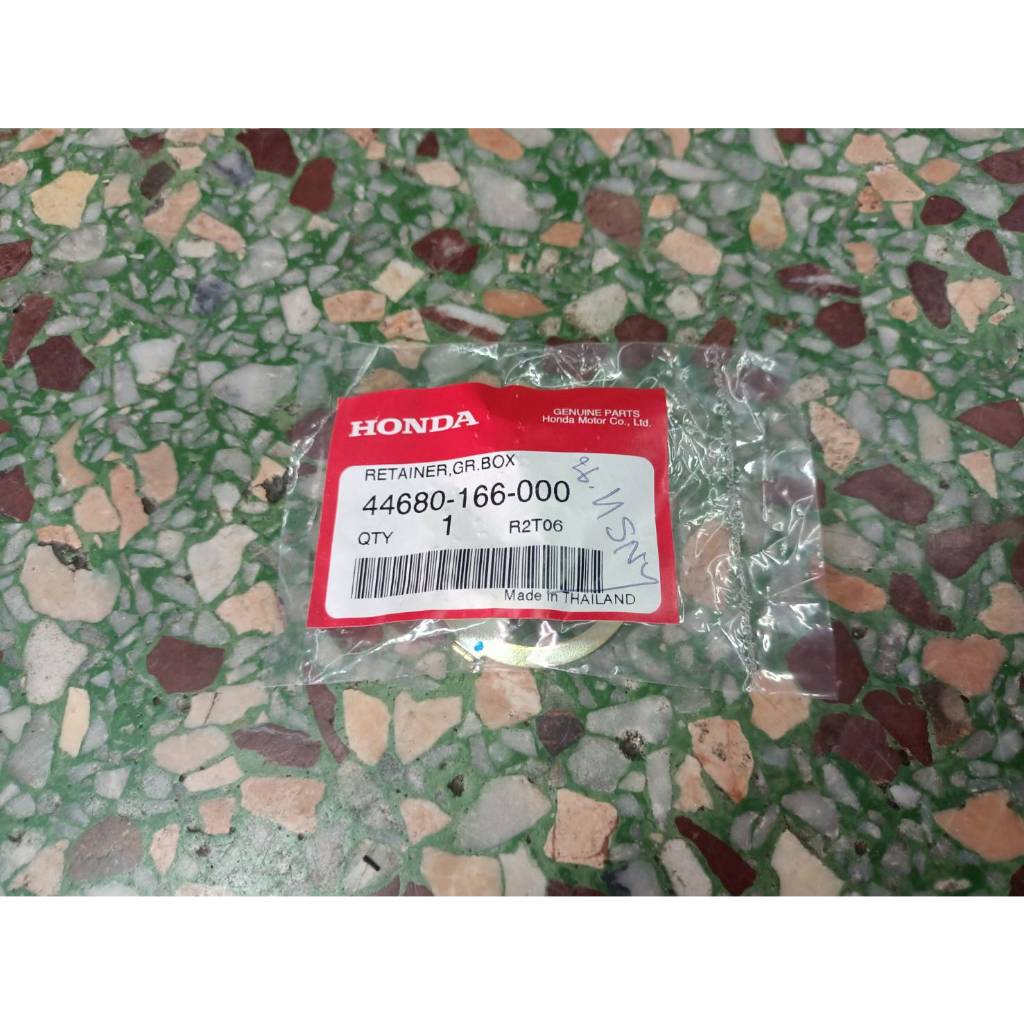 HONDA
GENUINE PARTS
Honda Motor Co., Ltd.
RETAINER,GR.BOX
44680-166-000
QTY 1 R2T06
Made in THAILAND